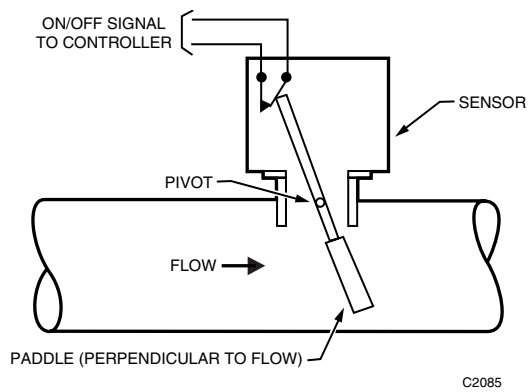 ON/OFF SIGNAL
TO CONTROLLER
SENSOR
PIVOT
FLOW
PADDLE (PERPENDICULAR TO FLOW)
C2085